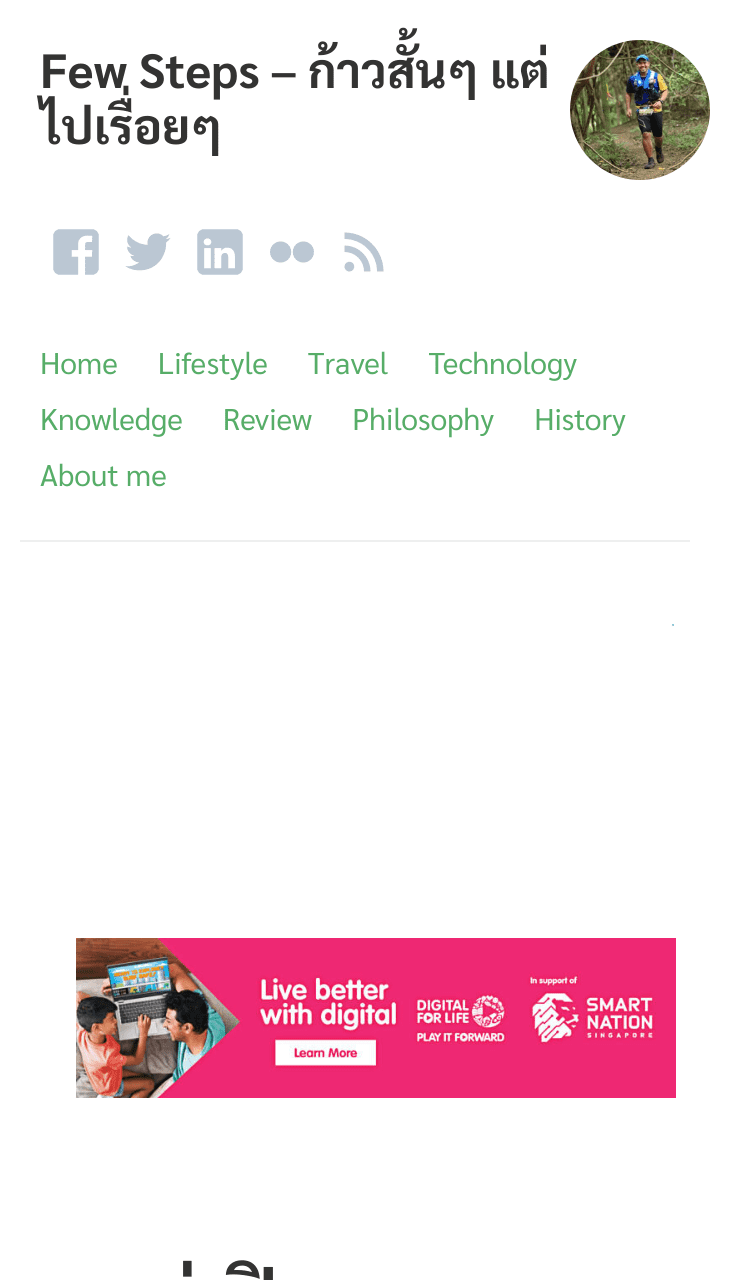 Few Steps – ก้าวสั้นๆ แต่
ไปเรื่อยๆ
Home Lifestyle Travel Technology
Knowledge Review Philosophy History
About me
In support of
Live better
with digital
Learn More
DIGITAL
FOR LIFE
PLAY IT FORWARD
SMART
NATION
SINGAPORE